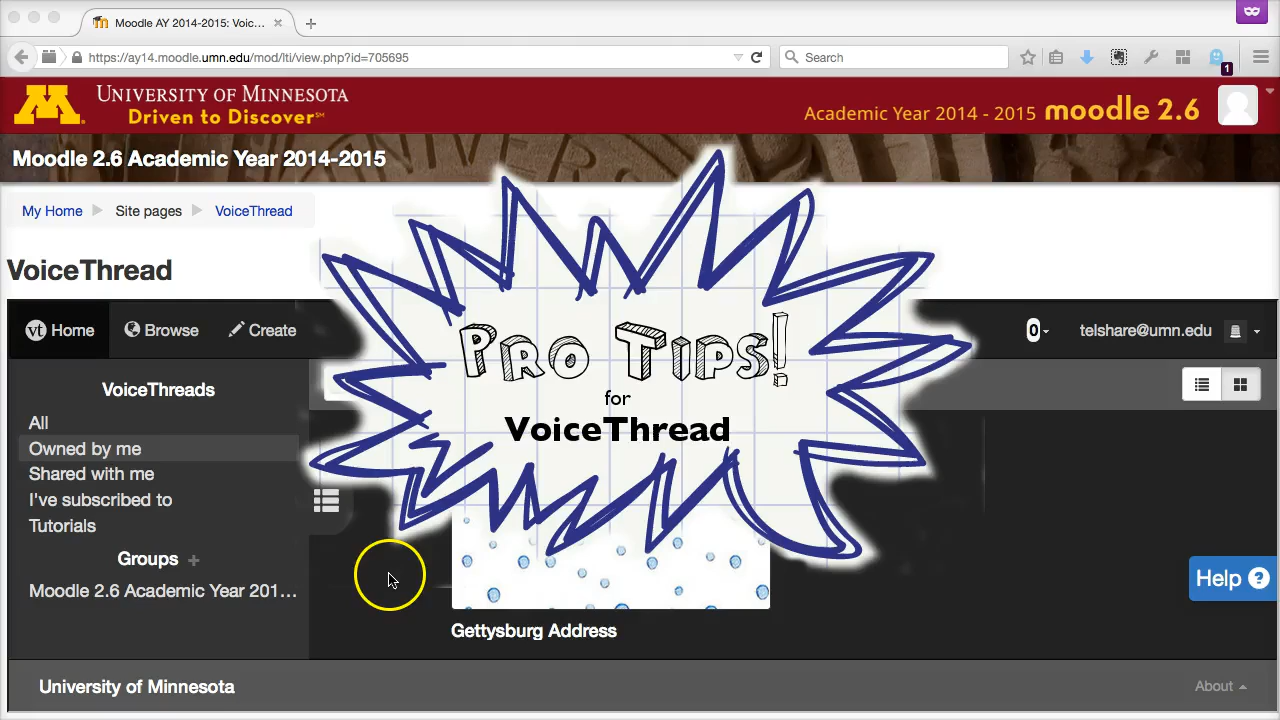 Moodle AY 2014-2015: Voic...
https://ay14.moodle.umn.edu/mod/lti/view.php?id=705695
Search
1
UNIVERSITY OF MINNESOTA
Driven to Discover℠
Academic Year 2014 - 2015 moodle 2.6
Moodle 2.6 Academic Year 2014-2015
My Home
Site pages
VoiceThread
VoiceThread
vt Home
Browse
Create
0
telshare@umn.edu
VoiceThreads
All
Owned by me
Shared with me
I've subscribed to
Tutorials
Groups +
Moodle 2.6 Academic Year 201...
PRO TIPS!
for
VoiceThread
Gettysburg Address
Help ?
University of Minnesota
About